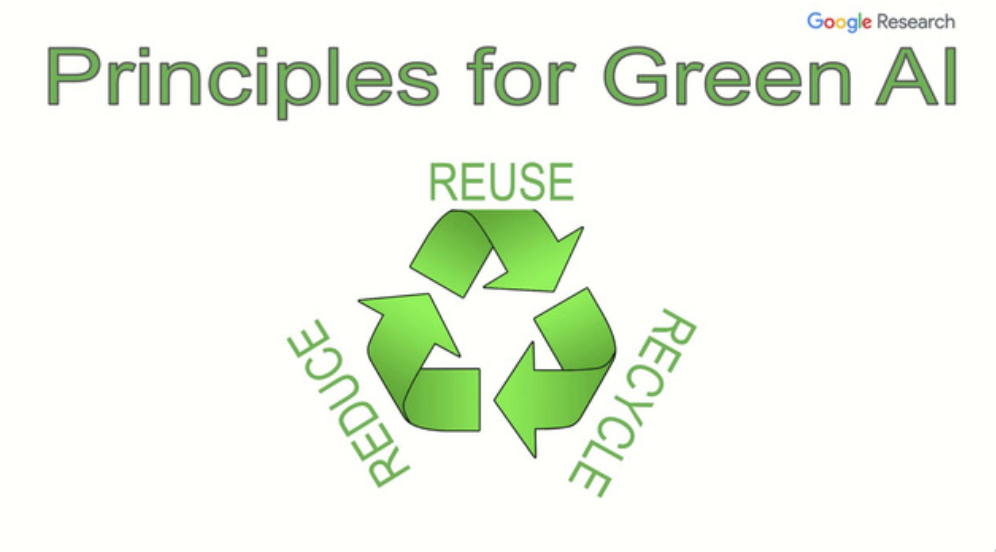 Google Research
Principles for Green AI
REUSE
REDUCE
RECYCLE